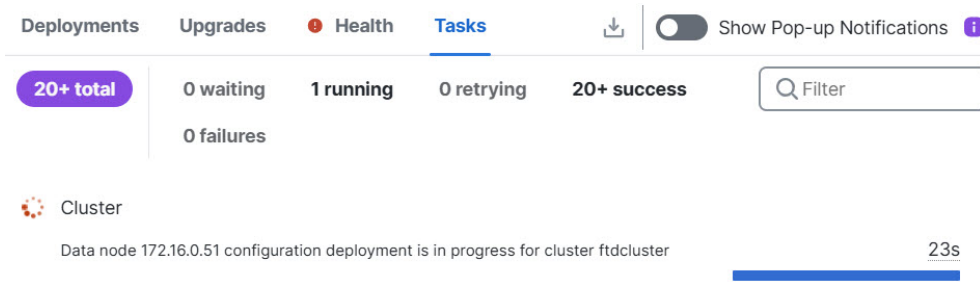 Deployments Upgrades Health Tasks Show Pop-up Notifications
20+ total 0 waiting 1 running 0 retrying 20+ success Filter
0 failures
Cluster
Data node 172.16.0.51 configuration deployment is in progress for cluster ftdcluster 23s